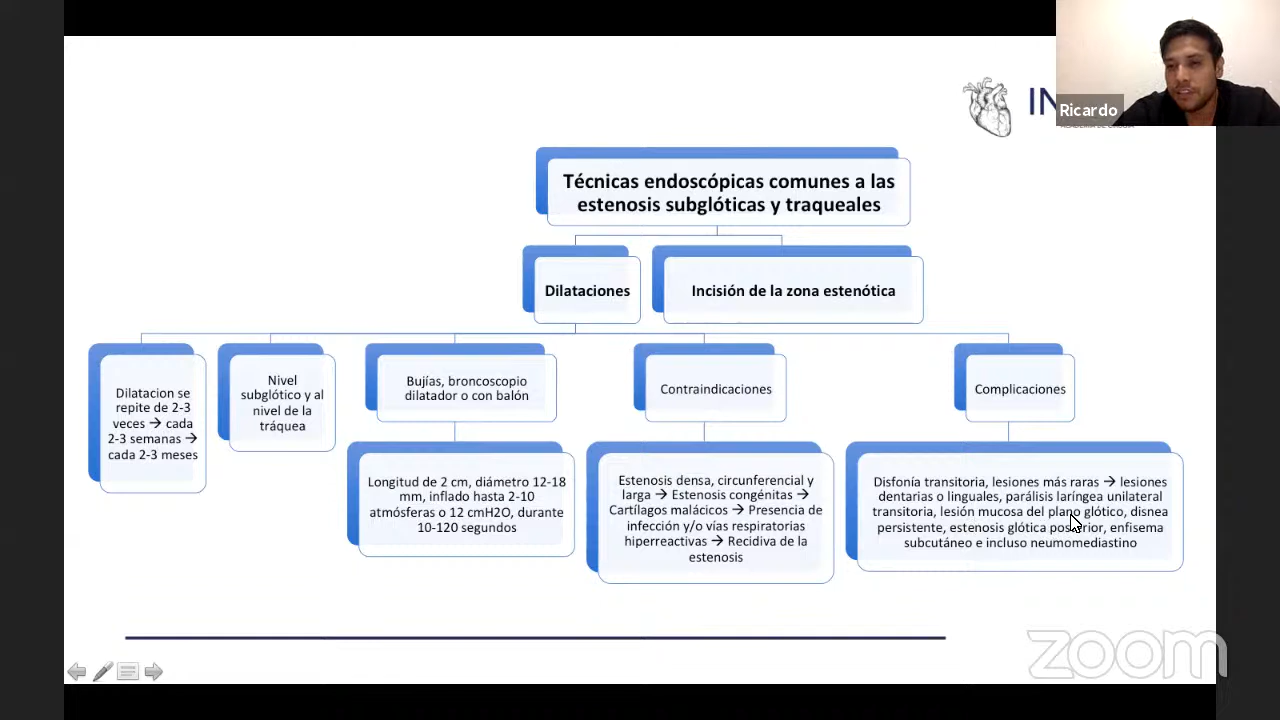 Ricardo
Técnicas endoscópicas comunes a las
estenosis subglóticas y traqueales
Dilataciones
Incisión de la zona estenótica
Dilatacion se
repite de 2-3
veces → cada
2-3 semanas →
cada 2-3 meses
Nivel
subglótico y al
nivel de la
tráquea
Bujías, broncoscopio
dilatador o con balón
Longitud de 2 cm, diámetro 12-18
mm, inflado hasta 2-10
atmósferas o 12 cmH2O, durante
10-120 segundos
Contraindicaciones
Estenosis densa, circunferencial y
larga → Estenosis congénitas →
Cartílagos malácicos → Presencia de
infección y/o vías respiratorias
hiperreactivas → Recidiva de la
estenosis
Complicaciones
Disfonía transitoria, lesiones más raras → lesiones
dentarias o linguales, parálisis laríngea unilateral
transitoria, lesión mucosa del plano glótico, disnea
persistente, estenosis glótica posterior, enfisema
subcutáneo e incluso neumomediastino
zoom